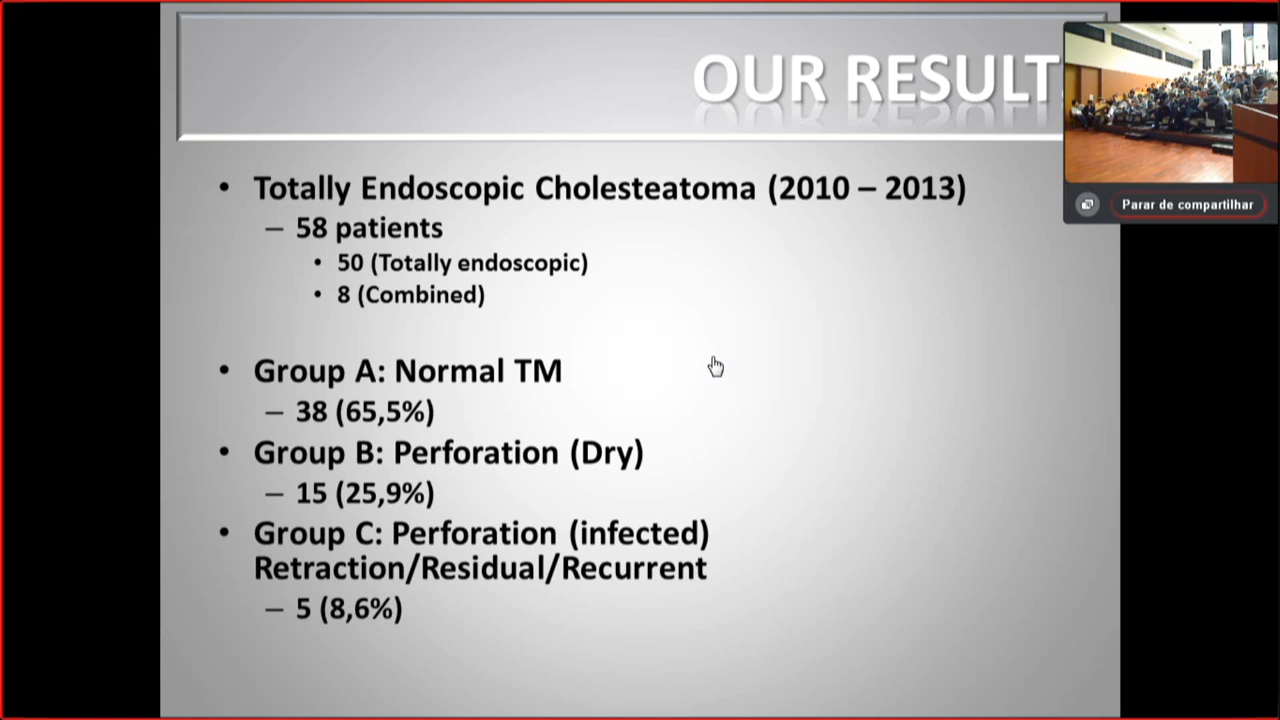 OUR RESULT
Parar de compartilhar
• Totally Endoscopic Cholesteatoma (2010 – 2013)
– 58 patients
• 50 (Totally endoscopic)
• 8 (Combined)
• Group A: Normal TM
– 38 (65,5%)
• Group B: Perforation (Dry)
– 15 (25,9%)
• Group C: Perforation (infected)
Retraction/Residual/Recurrent
– 5 (8,6%)